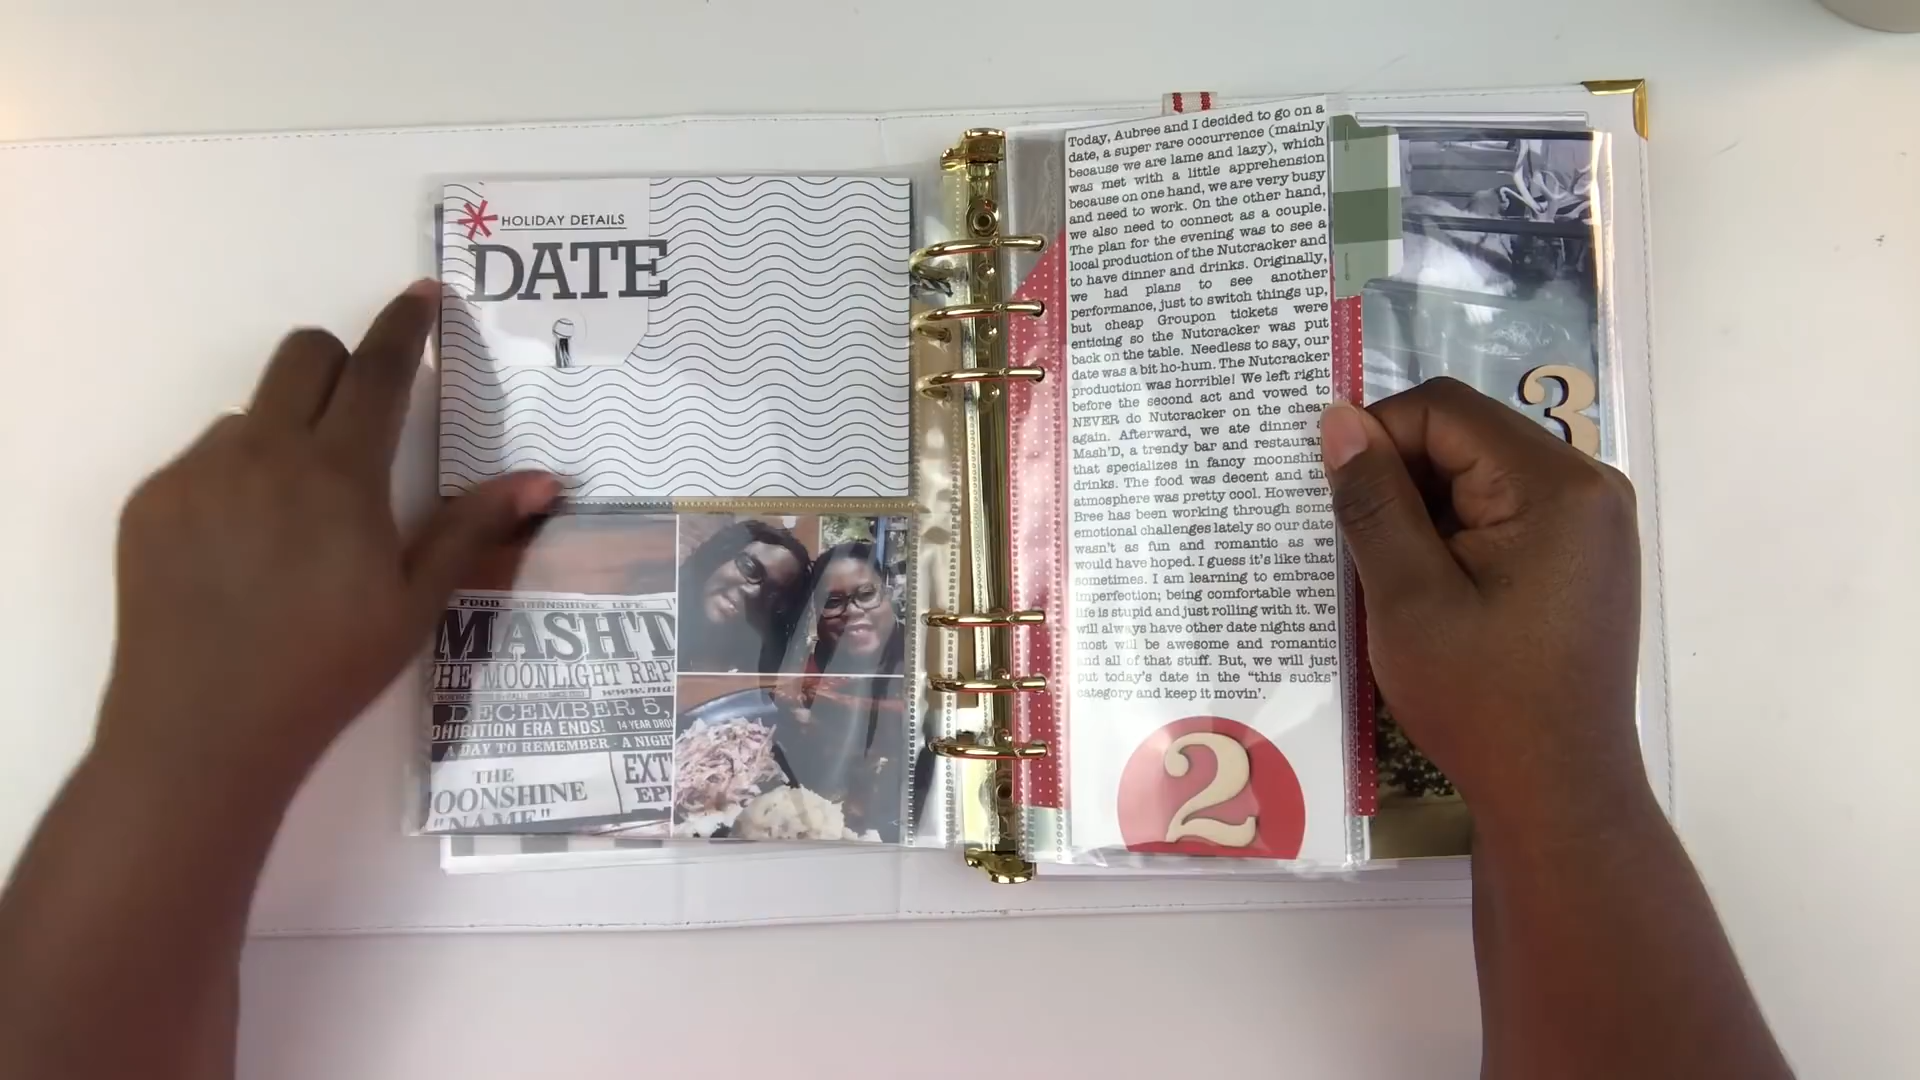 HOLIDAY DETAILS
DATE
FOOD. MOONSHINE. LIFE.
MASH'D
HE MOONLIGHT REP
DECEMBER 5,
OHIBITION ERA ENDS! 14 YEAR DROU
A DAY TO REMEMBER - A NIGHT
THE
OONSHINE
"NAME"
EXT
EPI
Today, Aubree and I decided to go on a
date, a super rare occurrence (mainly
because we are lame and lazy), which
was met with a little apprehension
because on one hand, we are very busy
and need to work. On the other hand,
we also need to connect as a couple.
The plan for the evening was to see a
local production of the Nutcracker and
to have dinner and drinks. Originally,
we had plans to see another
performance, just to switch things up,
but cheap Groupon tickets were
enticing so the Nutcracker was put
back on the table. Needless to say, our
date was a bit ho-hum. The Nutcracker
production was horrible! We left right
before the second act and vowed to
NEVER do Nutcracker on the cheap
again. Afterward, we ate dinner
Mash'D, a trendy bar and restaurant
that specializes in fancy moonshine
drinks. The food was decent and the
atmosphere was pretty cool. However,
Bree has been working through some
emotional challenges lately so our date
wasn't as fun and romantic as we
would have hoped. I guess it's like that
sometimes. I am learning to embrace
imperfection; being comfortable when
life is stupid and just rolling with it. We
will always have other date nights and
most will be awesome and romantic
and all of that stuff. But, we will just
put today's date in the "this sucks"
category and keep it movin'.
2
3